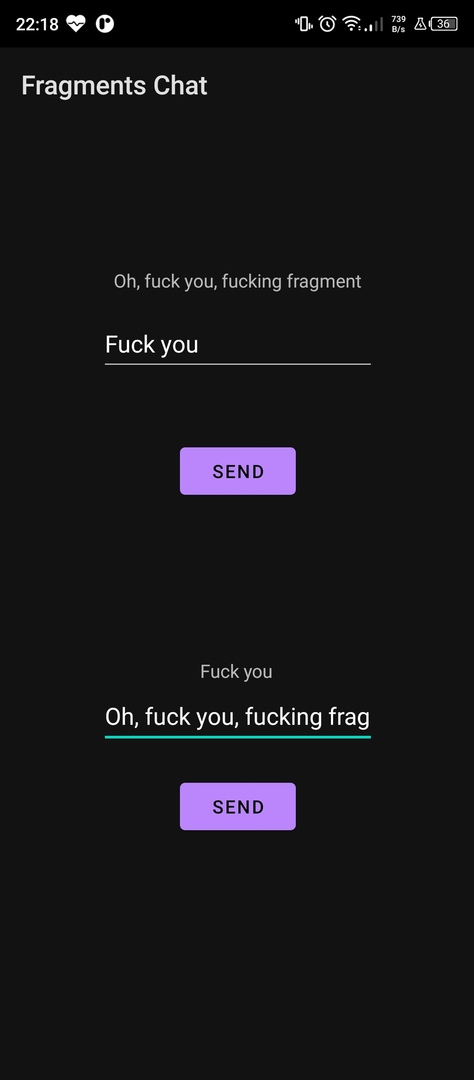 22:18
739
B/s
36
Fragments Chat
Oh, fuck you, fucking fragment
Fuck you
SEND
Fuck you
Oh, fuck you, fucking frag
SEND